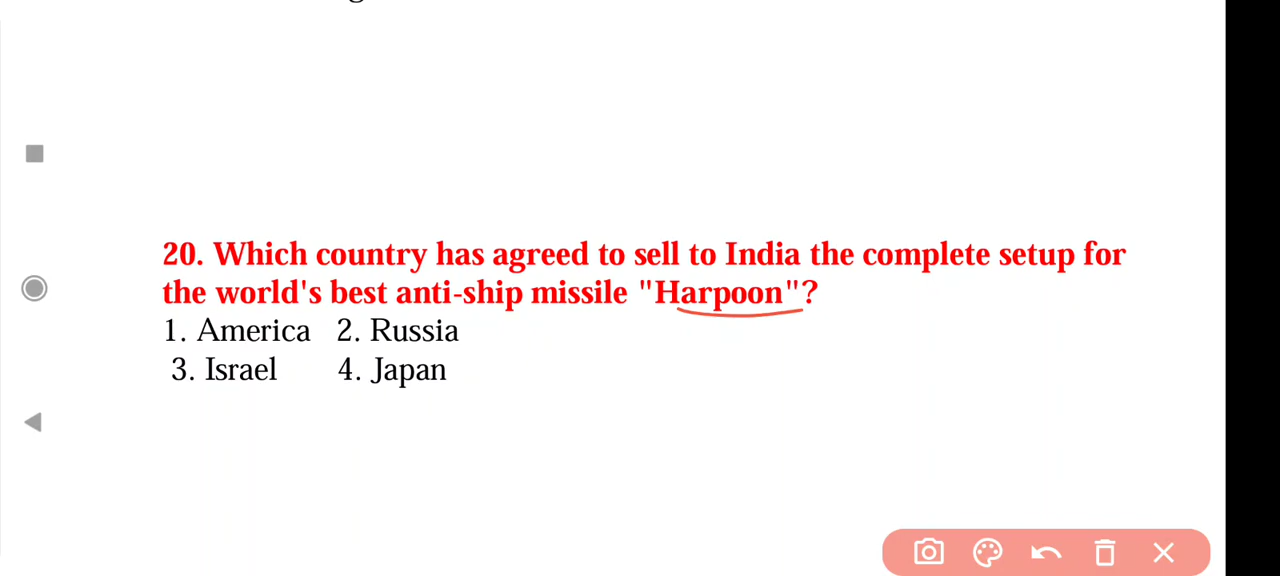 20. Which country has agreed to sell to India the complete setup for
the world's best anti-ship missile "Harpoon"?
1. America 2. Russia
3. Israel 4. Japan